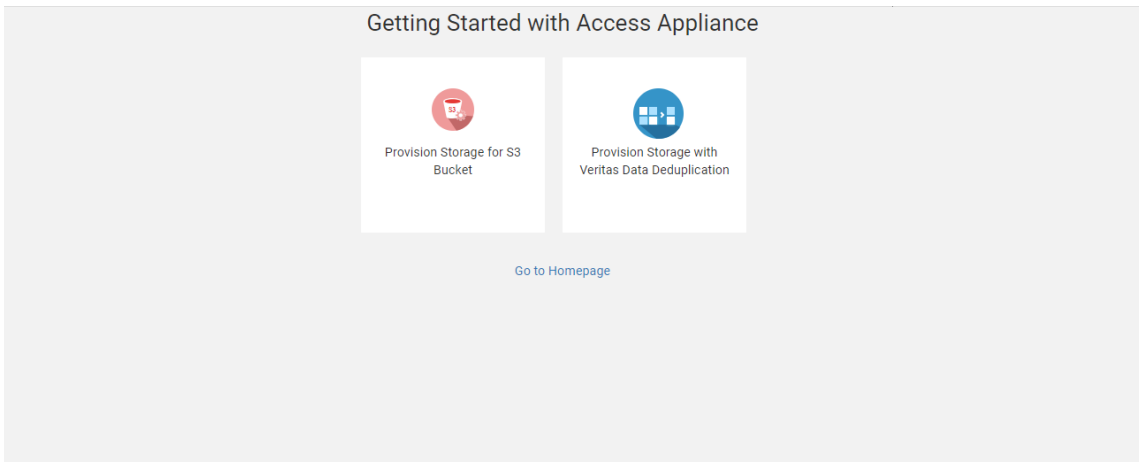 Getting Started with Access Appliance
S3
Provision Storage for S3
Bucket
Provision Storage with
Veritas Data Deduplication
Go to Homepage